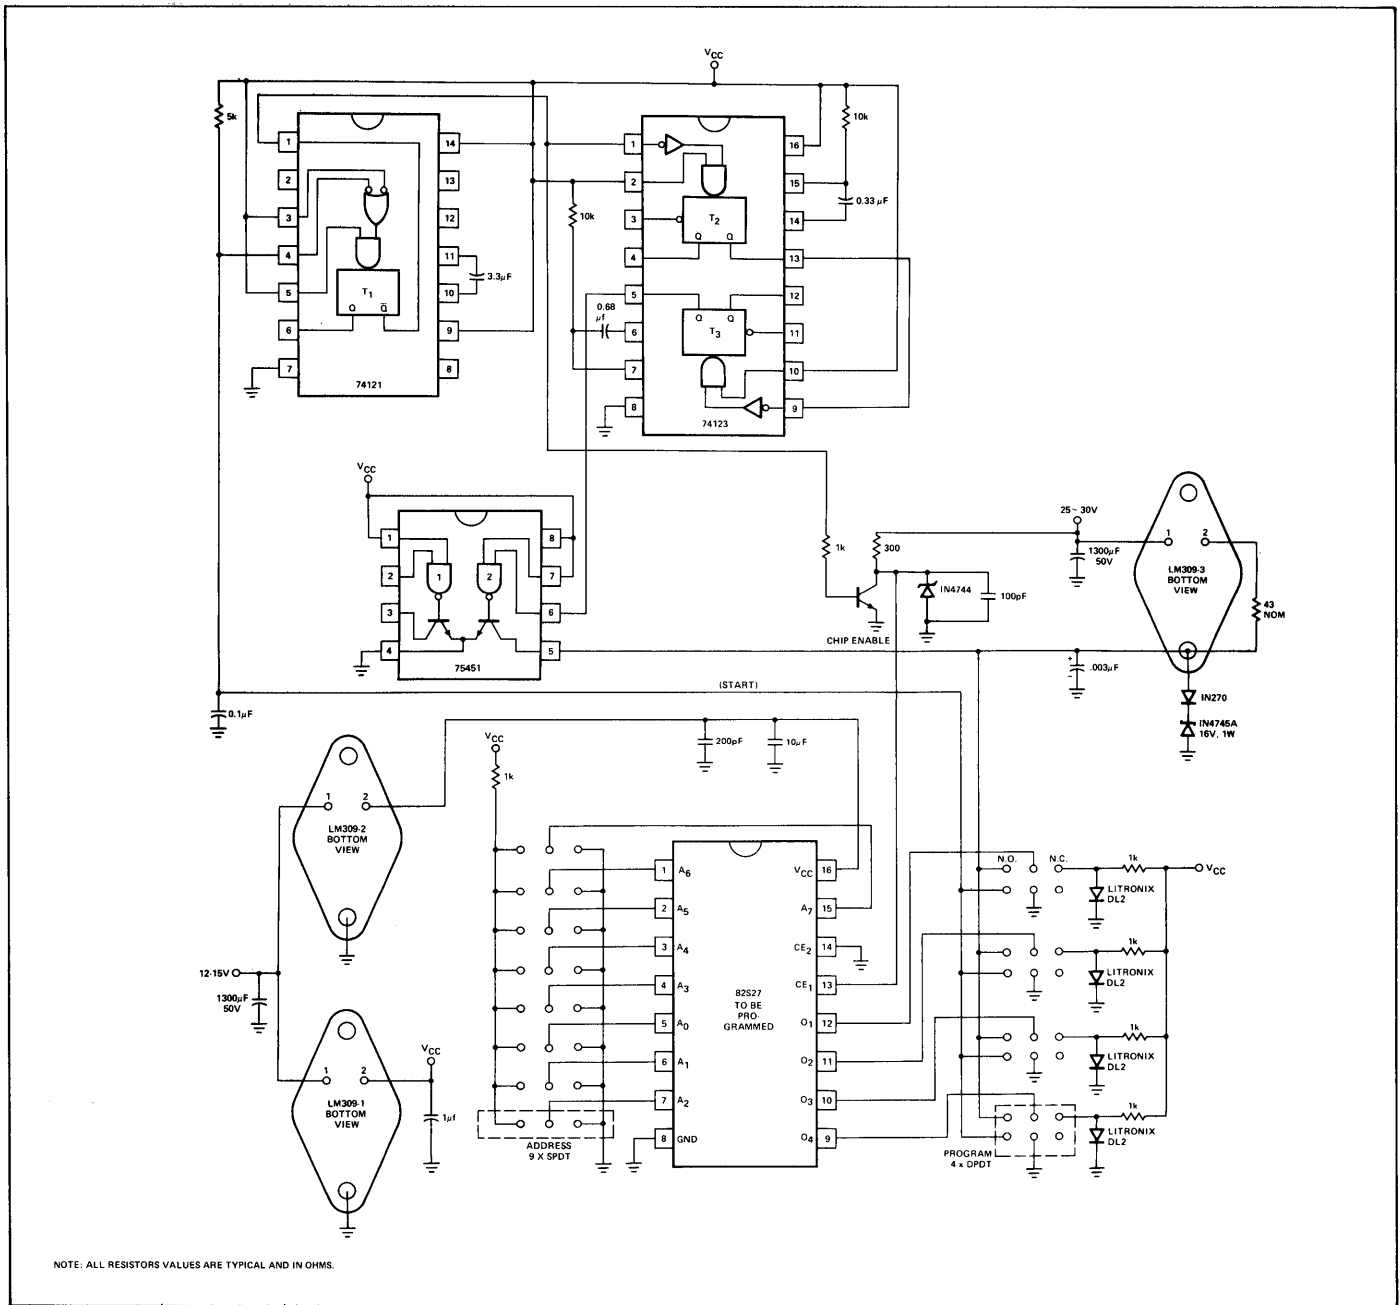 VCC
5k
10k
1
2
3
4
5
6
7
14
13
12
11
10
9
8
T1
Q
Q̅
74121
3.3µF
10k
0.68
µf
1
2
3
4
5
6
7
8
16
15
14
13
12
11
10
9
T2
Q Q
Q Q
T3
74123
0.33 µF
VCC
1
2
3
4
8
7
6
5
1
2
75451
1k
300
IN4744
100pF
CHIP ENABLE
25~30V
1300µF
50V
1 2
LM309-3
BOTTOM
VIEW
43
NOM
+
−
.003µF
IN270
IN4745A
16V, 1W
(START)
0.1µF
200pF
10µF
VCC
1k
1 2
LM309-2
BOTTOM
VIEW
12-15V
1300µF
50V
1 2
LM309-1
BOTTOM
VIEW
VCC
1µf
ADDRESS
9 X SPDT
1 A6
2 A5
3 A4
4 A3
5 A0
6 A1
7 A2
8 GND
82S27
TO BE
PRO-
GRAMMED
VCC 16
A7 15
CE2 14
CE1 13
O1 12
O2 11
O3 10
O4 9
N.O. N.C.
1k
VCC
LITRONIX
DL2
1k
LITRONIX
DL2
1k
LITRONIX
DL2
1k
LITRONIX
DL2
PROGRAM
4 x DPDT
NOTE: ALL RESISTORS VALUES ARE TYPICAL AND IN OHMS.